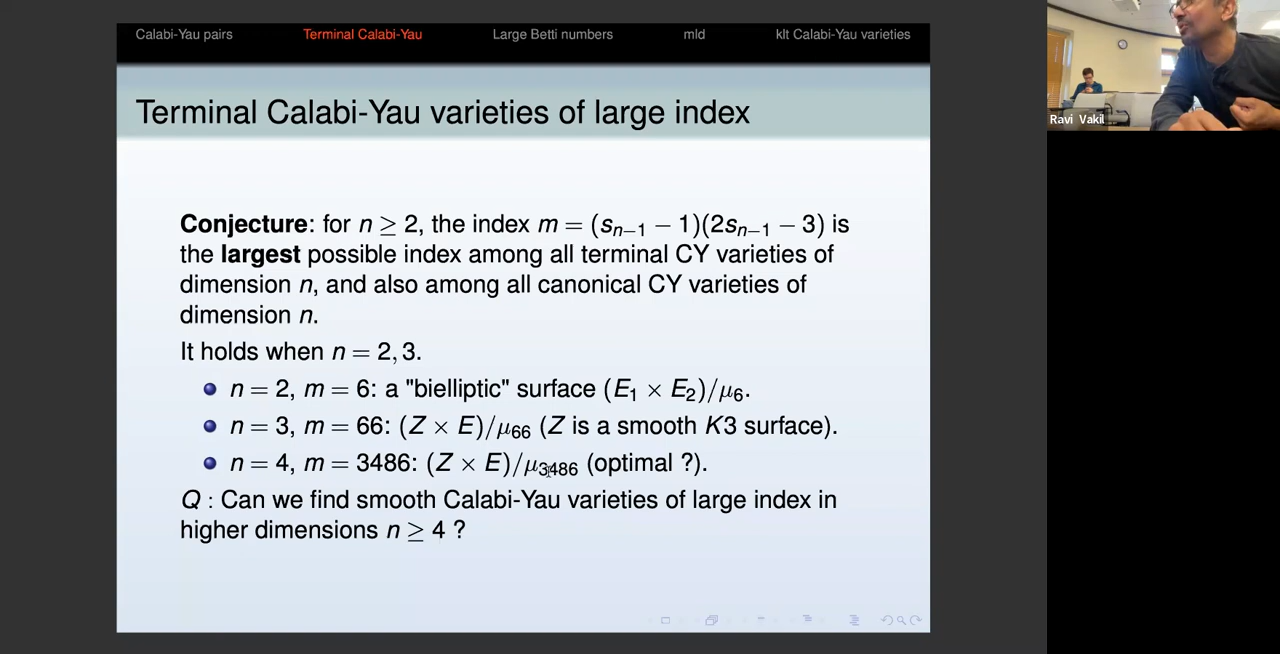 Calabi-Yau pairs Terminal Calabi-Yau Large Betti numbers mld klt Calabi-Yau varieties
Terminal Calabi-Yau varieties of large index
Conjecture: for n ≥ 2, the index m = (sₙ₋₁ − 1)(2sₙ₋₁ − 3) is
the largest possible index among all terminal CY varieties of
dimension n, and also among all canonical CY varieties of
dimension n.
It holds when n = 2, 3.
n = 2, m = 6: a "bielliptic" surface (E₁ × E₂)/μ₆.
n = 3, m = 66: (Z × E)/μ₆₆ (Z is a smooth K3 surface).
n = 4, m = 3486: (Z × E)/μ₃₄₈₆ (optimal ?).
Q : Can we find smooth Calabi-Yau varieties of large index in
higher dimensions n ≥ 4 ?
Ravi Vakil